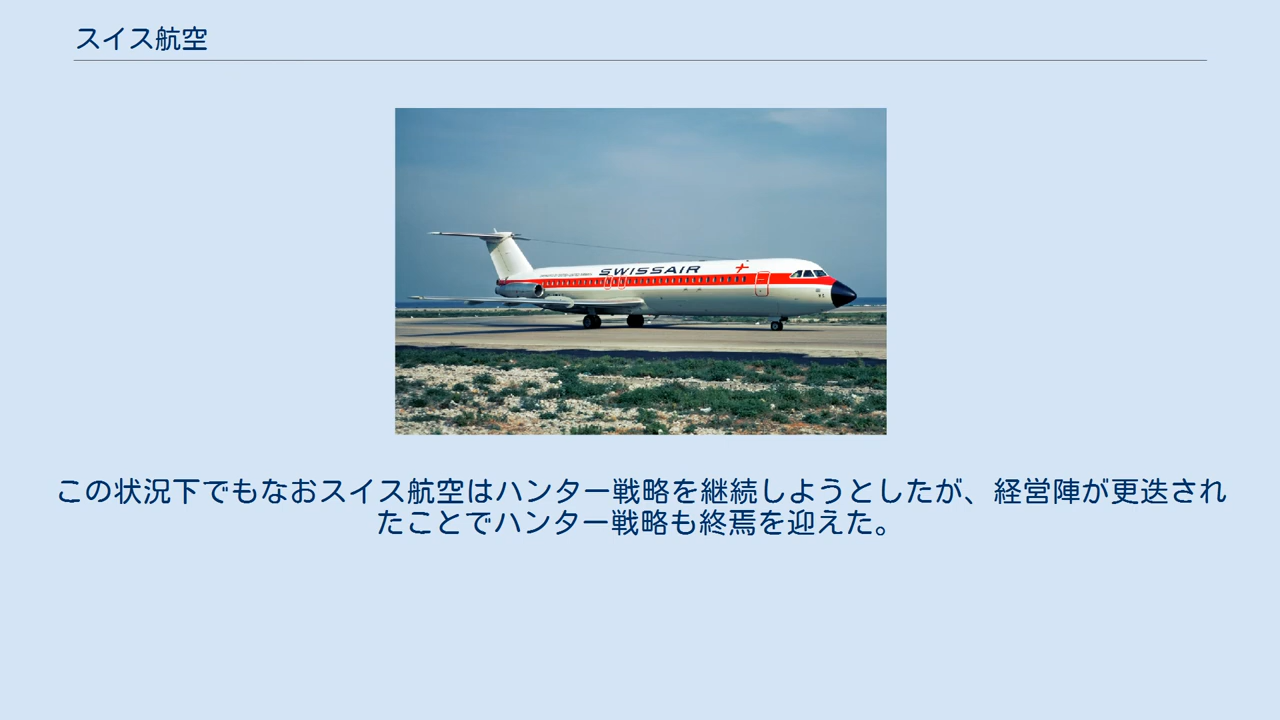 スイス航空
SWISSAIR
この状況下でもなおスイス航空はハンター戦略を継続しようとしたが、経営陣が更迭され
たことでハンター戦略も終焉を迎えた。